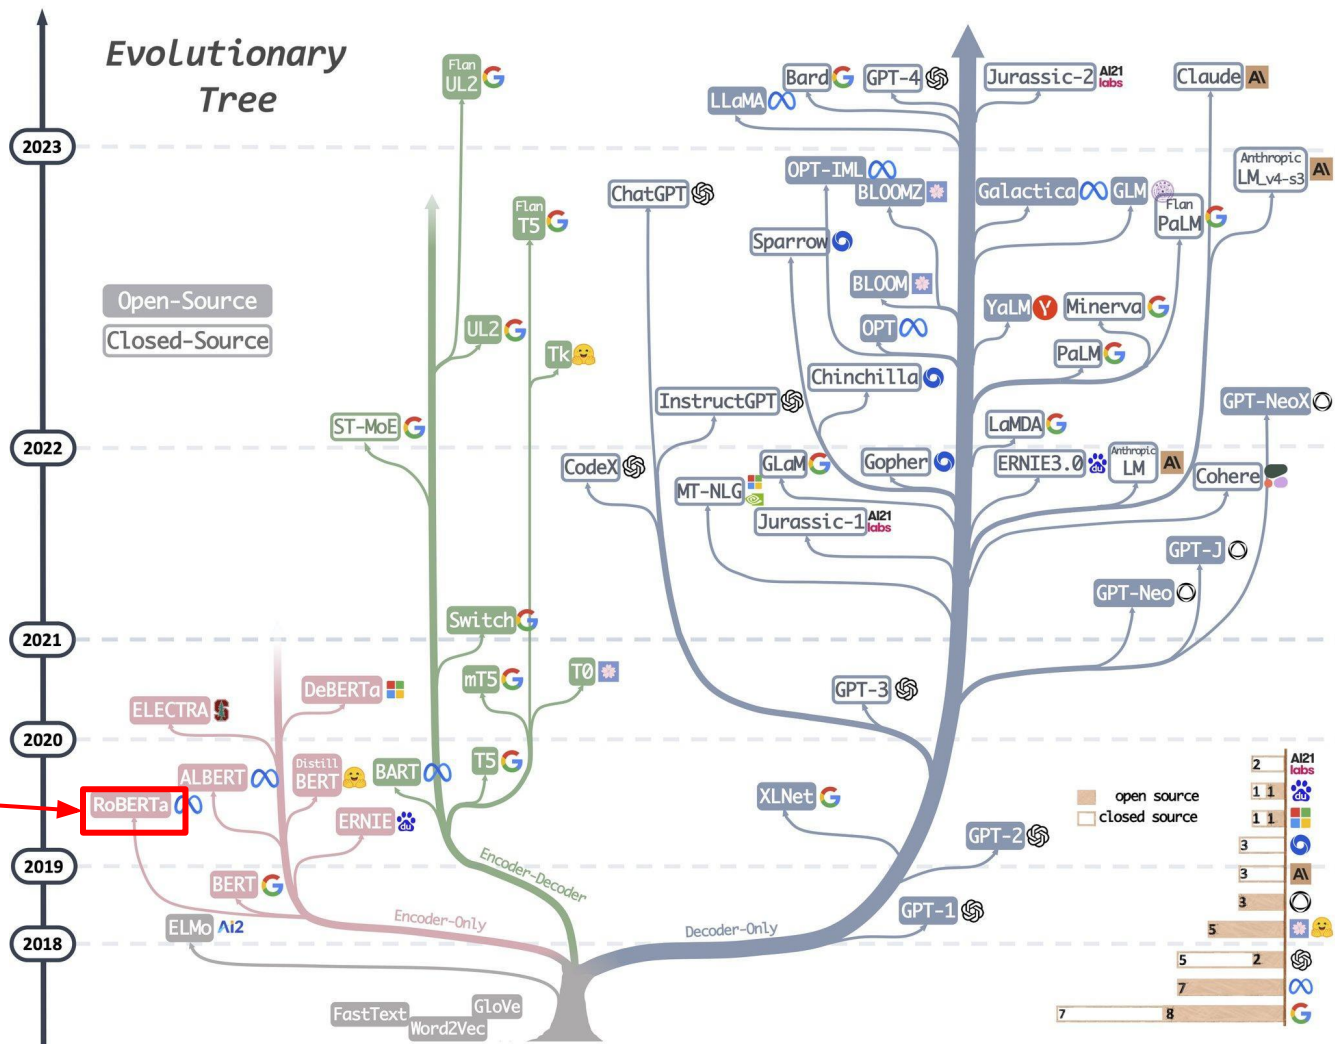 Evolutionary
Tree
2023
2022
2021
2020
2019
2018
Open-Source
Closed-Source
Flan
UL2
Flan
T5
UL2
Tk
ST-MoE
Switch
mT5
T0
DeBERTa
ELECTRA
ALBERT
Distill
BERT
BART
T5
RoBERTa
ERNIE
BERT
ELMo
Ai2
Encoder-Only
Encoder-Decoder
Decoder-Only
FastText
Word2Vec
GloVe
Bard
GPT-4
Jurassic-2
AI21
labs
Claude
A\
LLaMA
ChatGPT
OPT-IML
BLOOMZ
Galactica
GLM
Flan
PaLM
Anthropic
LM_v4-s3
A\
Sparrow
BLOOM
YaLM
Minerva
OPT
PaLM
Chinchilla
InstructGPT
GPT-NeoX
LaMDA
CodeX
GLaM
Gopher
ERNIE3.0
du
Anthropic
LM
A\
Cohere
MT-NLG
Jurassic-1
AI21
labs
GPT-J
GPT-Neo
GPT-3
XLNet
GPT-2
GPT-1
open source
closed source
2
AI21
labs
1 1
du
1 1
3
3
A\
3
5
5 2
7
7 8